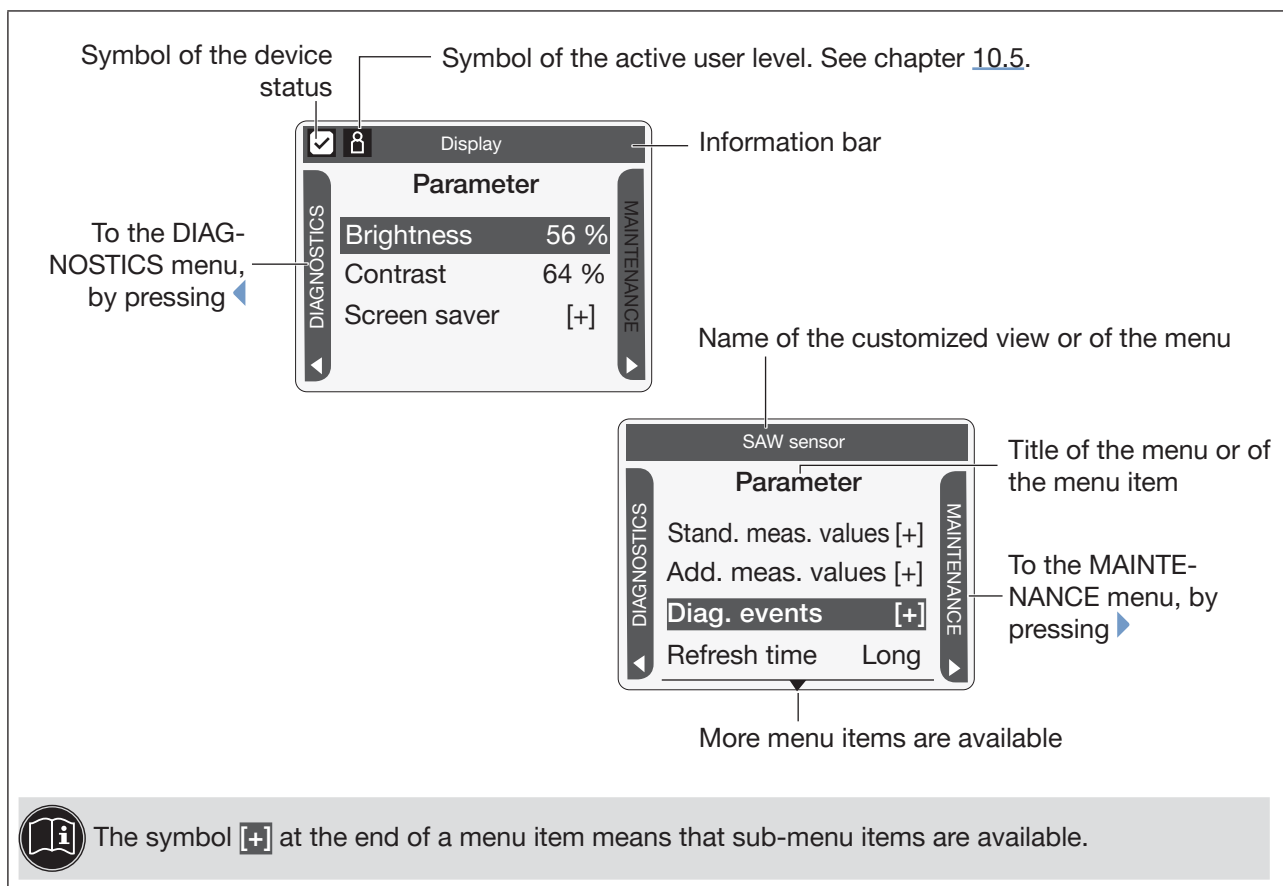 Symbol of the device
status
Symbol of the active user level. See chapter 10.5.
Display
Information bar
Parameter
DIAGNOSTICS
MAINTENANCE
Brightness 56 %
Contrast 64 %
Screen saver [+]
To the DIAG-
NOSTICS menu,
by pressing
Name of the customized view or of the menu
SAW sensor
Parameter
Title of the menu or of
the menu item
DIAGNOSTICS
MAINTENANCE
Stand. meas. values [+]
Add. meas. values [+]
Diag. events [+]
Refresh time Long
To the MAINTE-
NANCE menu, by
pressing
More menu items are available
The symbol [+] at the end of a menu item means that sub-menu items are available.